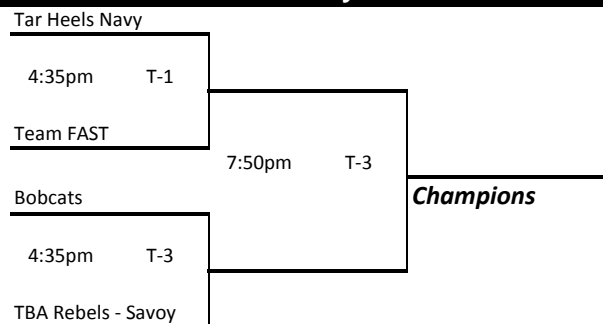 Tar Heels Navy
4:35pm T-1
Team FAST
7:50pm T-3
Bobcats
Champions
4:35pm T-3
TBA Rebels - Savoy